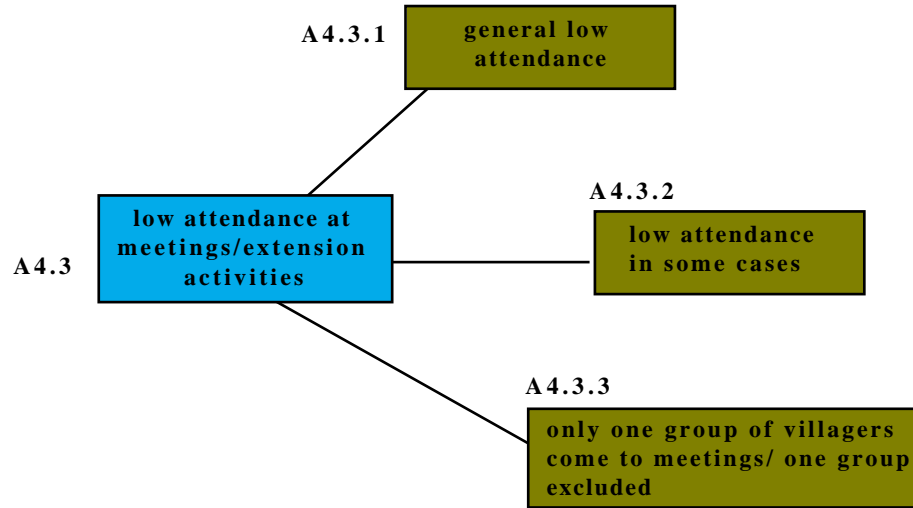 A4.3.1
general low
attendance
A4.3
low attendance at
meetings/extension
activities
A4.3.2
low attendance
in some cases
A4.3.3
only one group of villagers
come to meetings/ one group
excluded